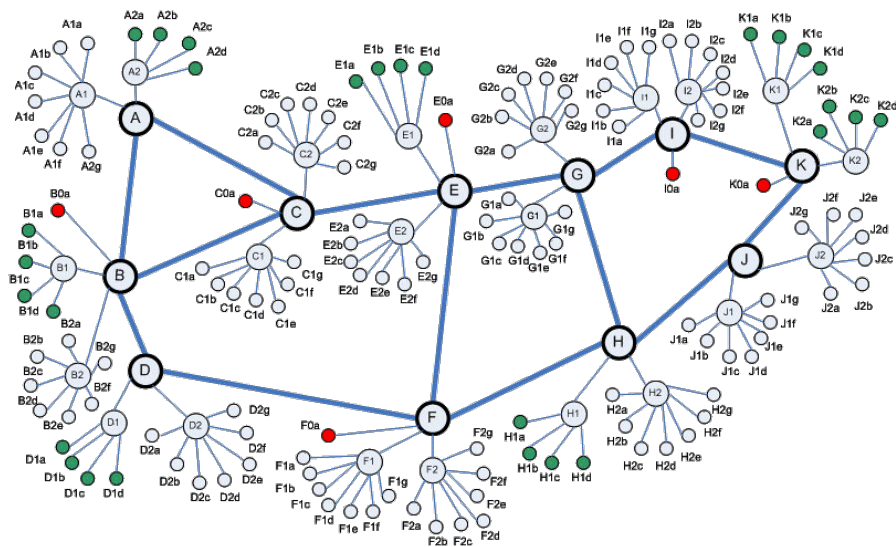 A1a
A1b
A1c
A1d
A1e
A1f
A2g
A1
A2a
A2b
A2c
A2d
A2
A
B0a
B1a
B1b
B1c
B1d
B1
B
B2a
B2b
B2c
B2d
B2e
B2f
B2g
B2
C0a
C2a
C2b
C2c
C2d
C2e
C2f
C2g
C2
C
C1a
C1b
C1c
C1d
C1e
C1f
C1g
C1
D
D1
D1a
D1b
D1c
D1d
D2
D2a
D2b
D2c
D2d
D2e
D2f
D2g
E1a
E1b
E1c
E1d
E1
E0a
E
E2
E2a
E2b
E2c
E2d
E2e
E2f
E2g
F0a
F
F1
F1a
F1b
F1c
F1d
F1e
F1f
F1g
F2
F2a
F2b
F2c
F2d
F2e
F2f
F2g
G2a
G2b
G2c
G2d
G2e
G2f
G2g
G2
G
G1
G1a
G1b
G1c
G1d
G1e
G1f
G1g
H
H1
H1a
H1b
H1c
H1d
H2
H2a
H2b
H2c
H2d
H2e
H2f
H2g
I1a
I1b
I1c
I1d
I1e
I1f
I1g
I1
I2a
I2b
I2c
I2d
I2e
I2f
I2g
I2
I
I0a
J
J1
J1a
J1b
J1c
J1d
J1e
J1f
J1g
J2
J2a
J2b
J2c
J2d
J2e
J2f
J2g
K1a
K1b
K1c
K1d
K1
K2a
K2b
K2c
K2d
K2
K
K0a